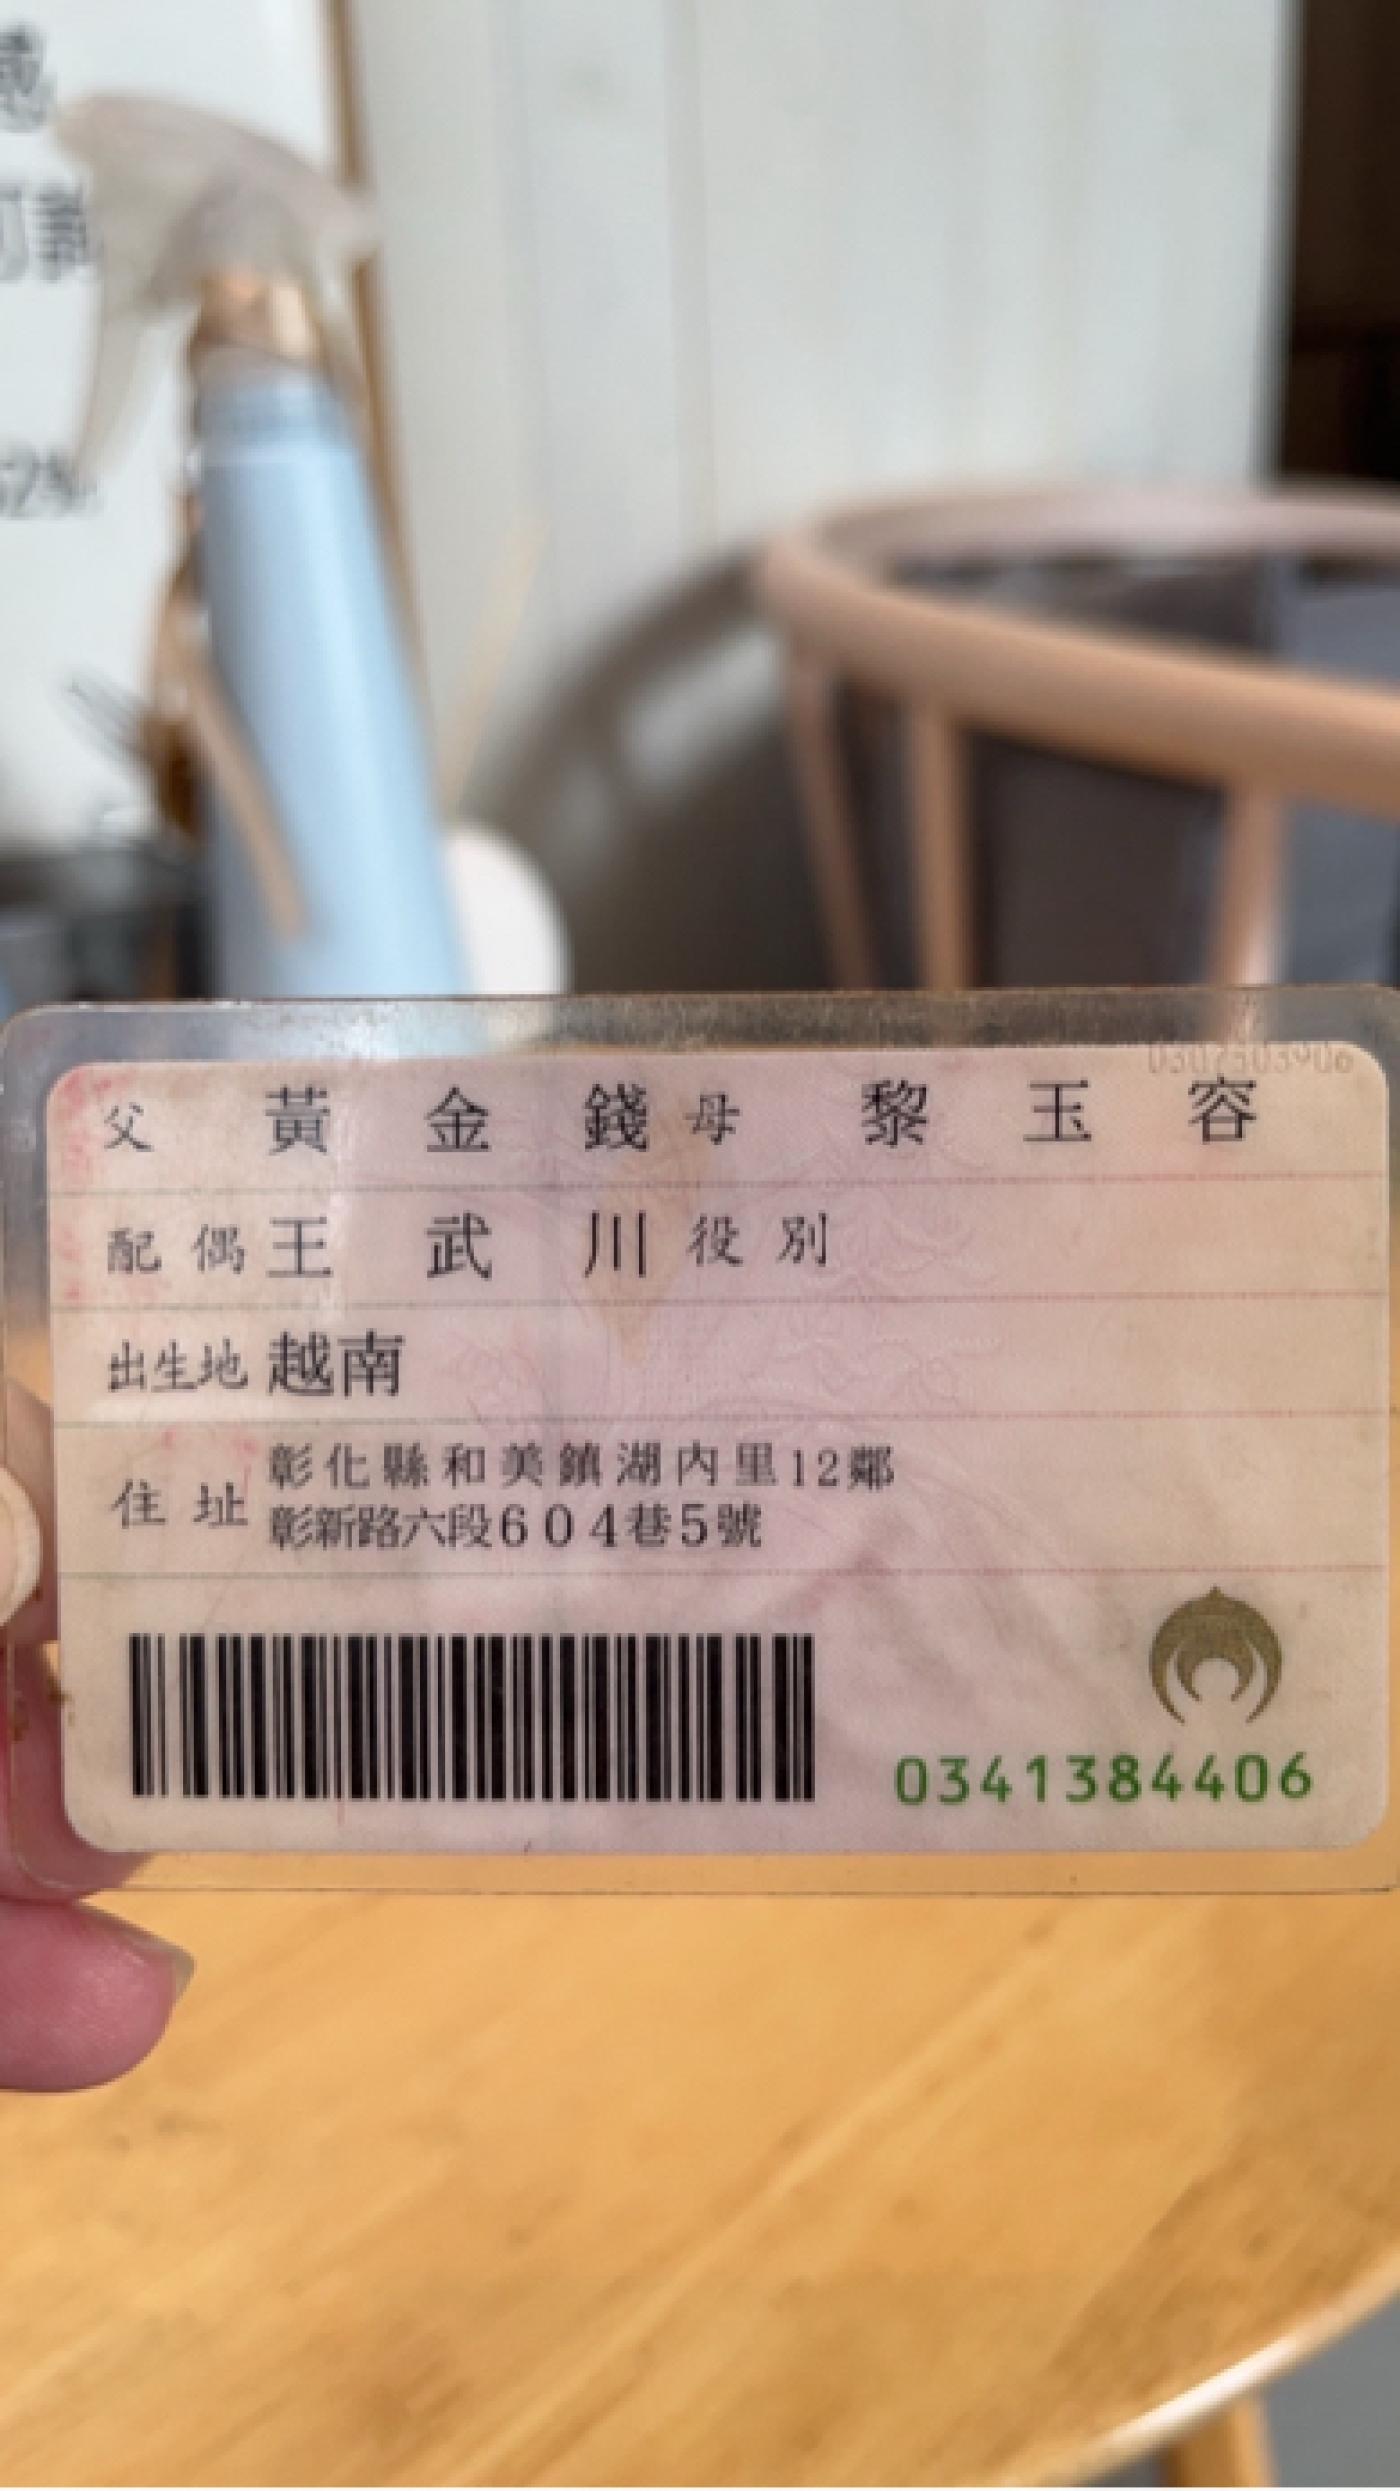 父 黃金錢 母 黎玉容
配偶 王武川 役別
出生地 越南
住址 彰化縣和美鎮湖內里12鄰
彰新路六段604巷5號
0341384406